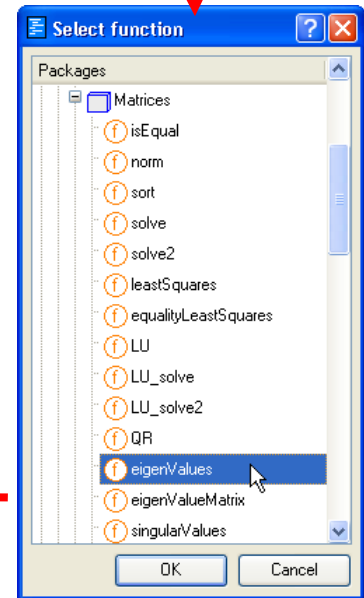 Select function
Packages
Matrices
isEqual
norm
sort
solve
solve2
leastSquares
equalityLeastSquares
LU
LU_solve
LU_solve2
QR
eigenValues
eigenValueMatrix
singularValues
OK Cancel